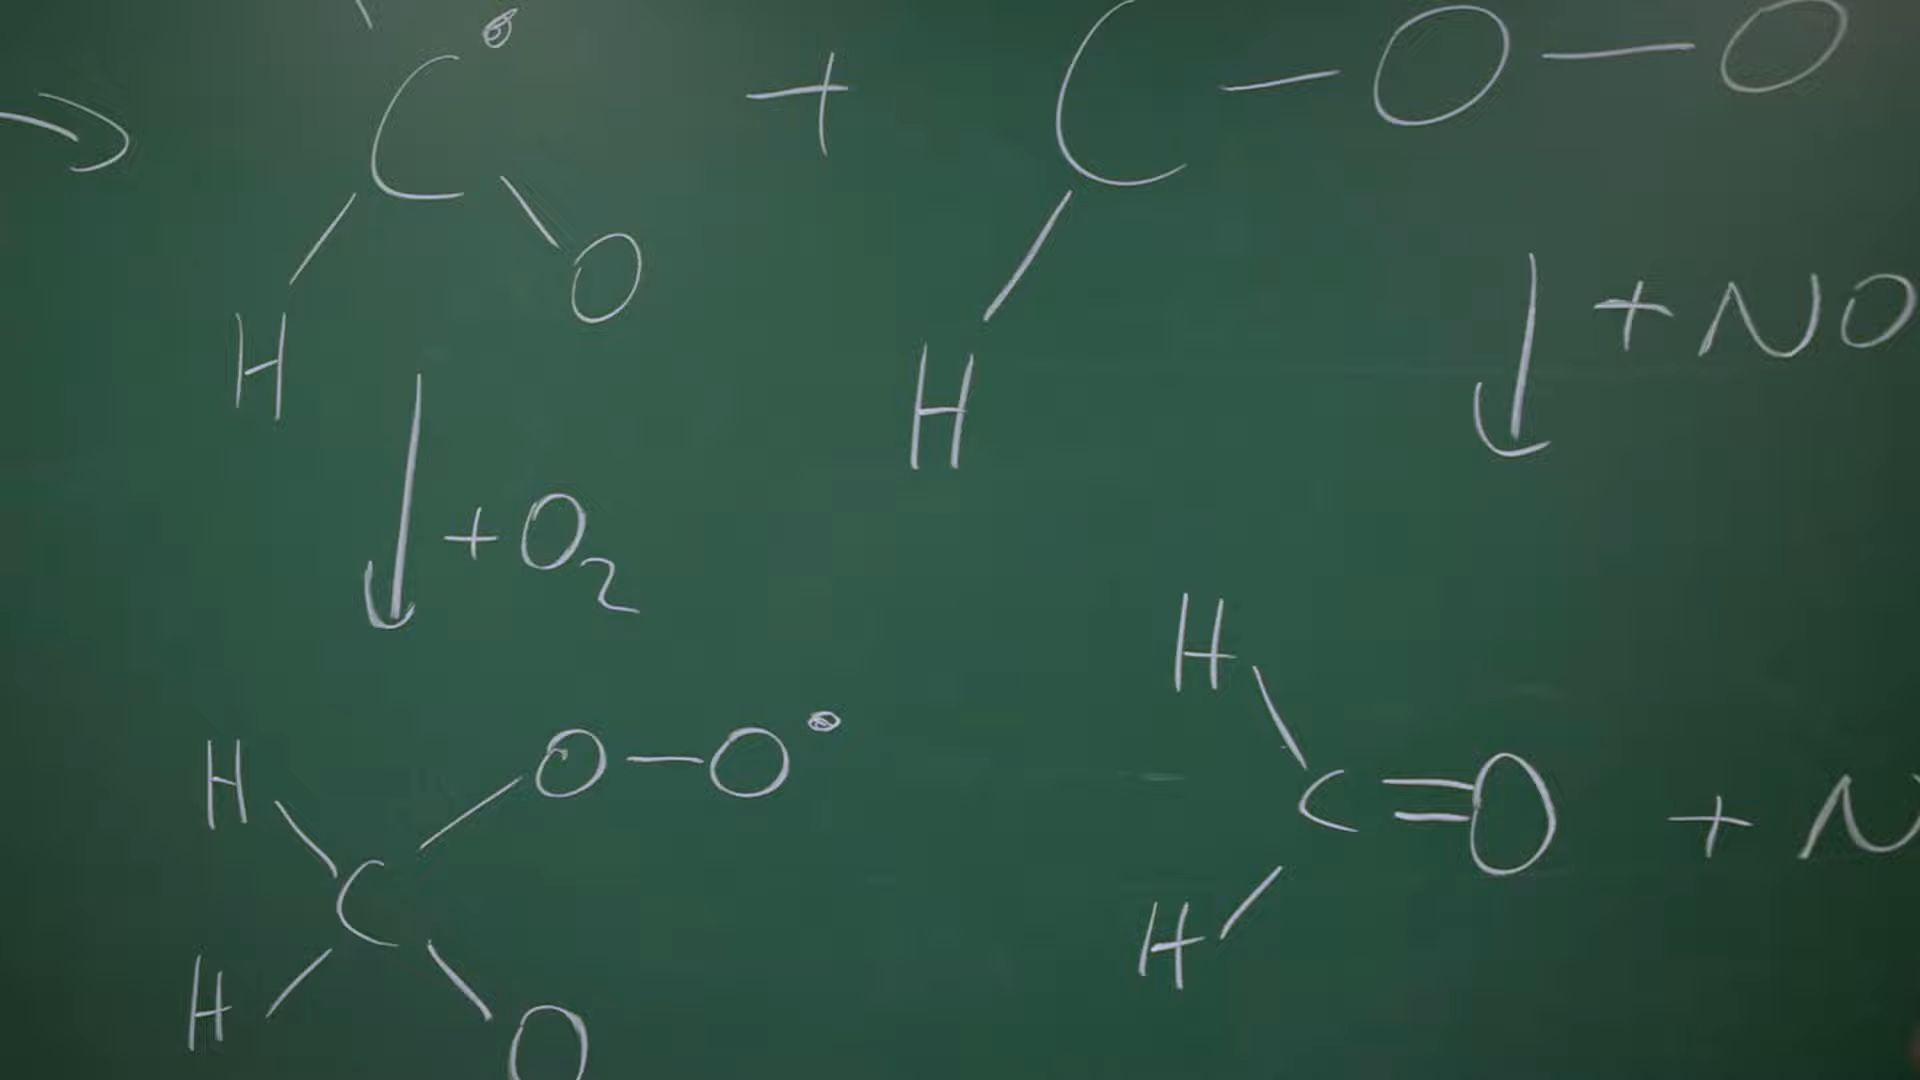 C + C — O — O
H O H + NO
+ O2
H O — O H C = O + N
C
H O H